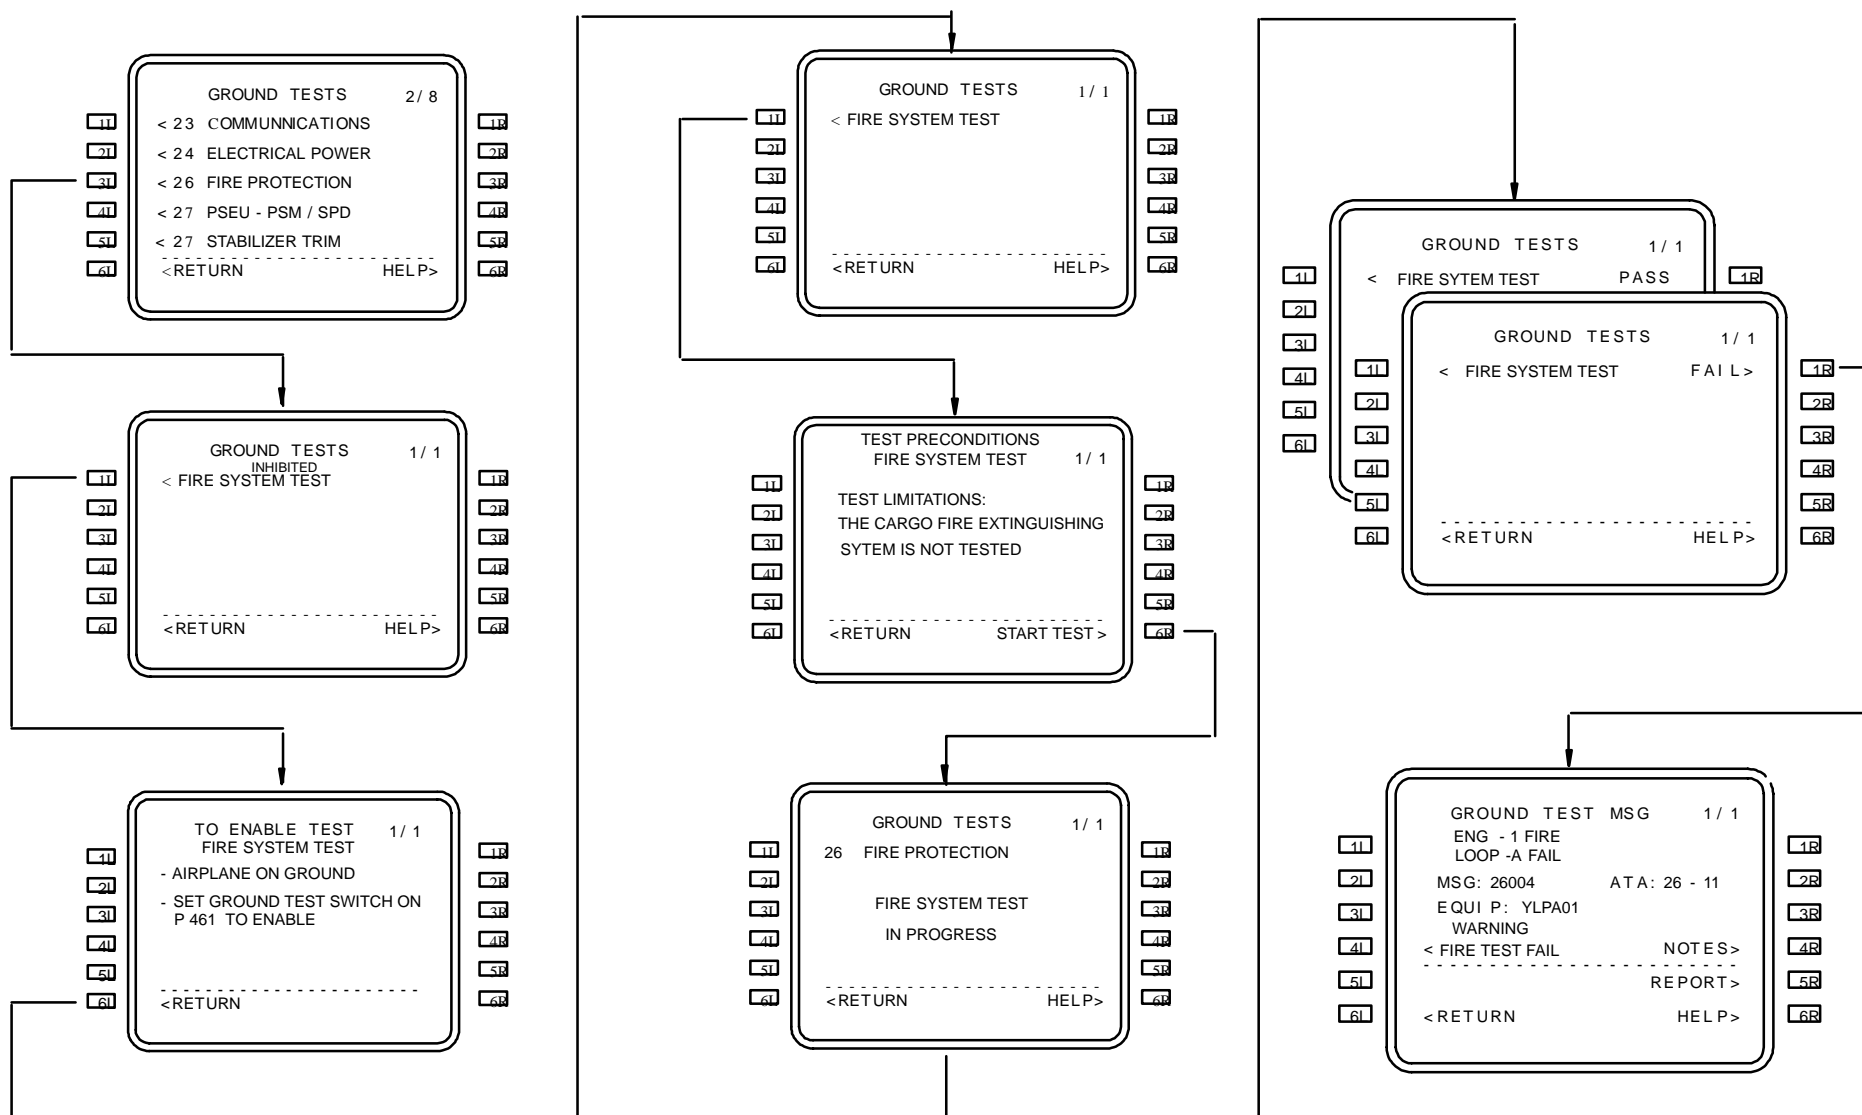 GROUND TESTS 2/ 8
1L < 23 COMMUNNICATIONS 1R
2L < 24 ELECTRICAL POWER 2R
3L < 26 FIRE PROTECTION 3R
4L < 27 PSEU - PSM / SPD 4R
5L < 27 STABILIZER TRIM 5R
6L <RETURN HELP> 6R
GROUND TESTS 1/ 1
INHIBITED
1L < FIRE SYSTEM TEST 1R
2L 2R
3L 3R
4L 4R
5L 5R
6L <RETURN HELP> 6R
TO ENABLE TEST 1/ 1
FIRE SYSTEM TEST
1L 1R
- AIRPLANE ON GROUND
2L 2R
- SET GROUND TEST SWITCH ON
3L P 461 TO ENABLE 3R
4L 4R
5L 5R
6L <RETURN 6R
GROUND TESTS 1/ 1
1L < FIRE SYSTEM TEST 1R
2L 2R
3L 3R
4L 4R
5L 5R
6L <RETURN HELP> 6R
TEST PRECONDITIONS
FIRE SYSTEM TEST 1/ 1
1L 1R
TEST LIMITATIONS:
2L THE CARGO FIRE EXTINGUISHING 2R
3L SYTEM IS NOT TESTED 3R
4L 4R
5L 5R
6L <RETURN START TEST > 6R
GROUND TESTS 1/ 1
1L 26 FIRE PROTECTION 1R
2L 2R
3L FIRE SYSTEM TEST 3R
4L IN PROGRESS 4R
5L 5R
6L <RETURN HELP> 6R
GROUND TESTS 1/ 1
1L < FIRE SYTEM TEST PASS 1R
2L
3L
4L
5L
6L
GROUND TESTS 1/ 1
1L < FIRE SYSTEM TEST FAIL> 1R
2L 2R
3L 3R
4L 4R
5L 5R
6L <RETURN HELP> 6R
GROUND TEST MSG 1/ 1
ENG - 1 FIRE
1L LOOP -A FAIL 1R
2L MSG: 26004 ATA: 26 - 11 2R
3L EQUI P: YLPA01 3R
WARNING
4L < FIRE TEST FAIL NOTES> 4R
5L REPORT> 5R
6L <RETURN HELP> 6R